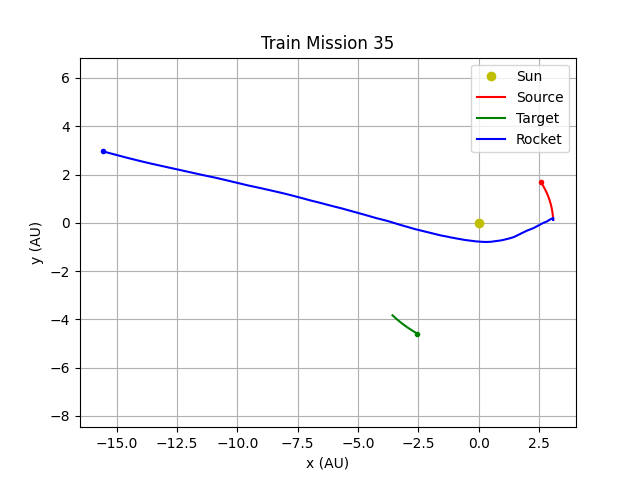 Train Mission 35
Sun
Source
Target
Rocket
6
4
2
0
−2
−4
−6
−8
y (AU)
−15.0 −12.5 −10.0 −7.5 −5.0 −2.5 0.0 2.5
x (AU)